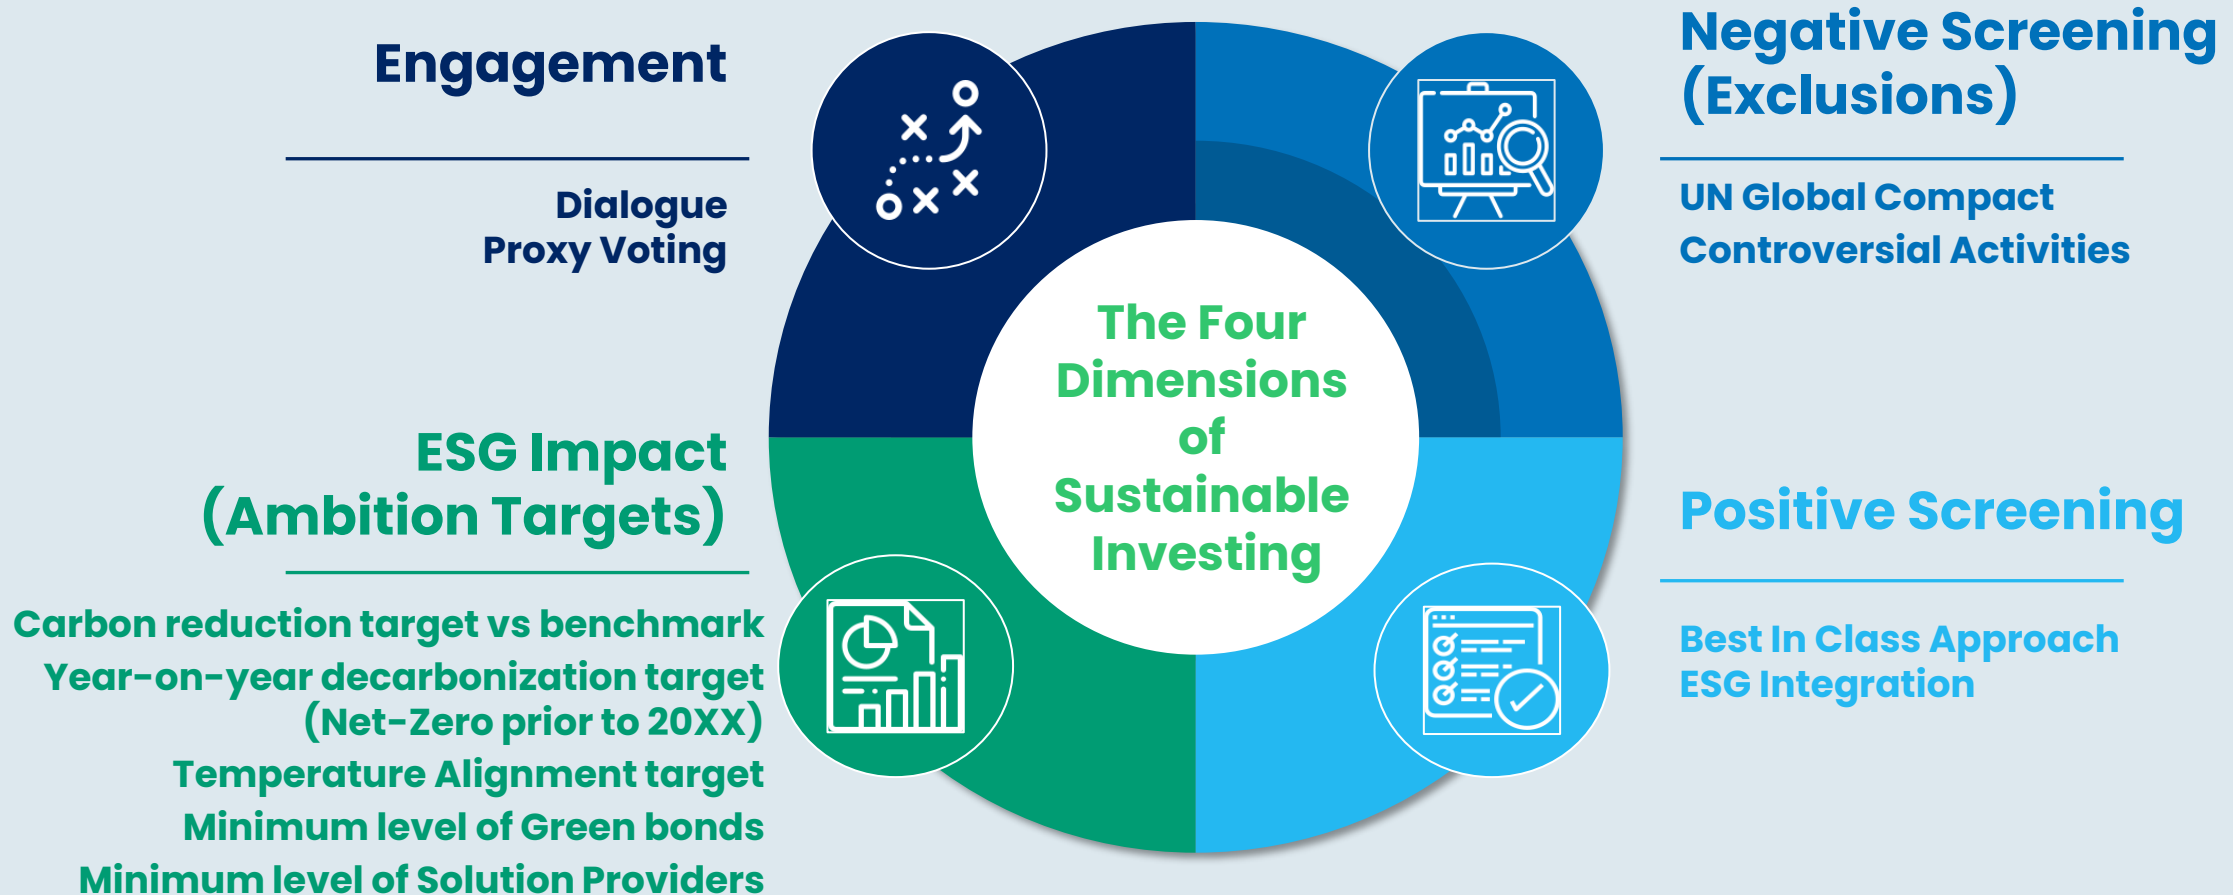 Engagement
Dialogue
Proxy Voting
Negative Screening
(Exclusions)
UN Global Compact
Controversial Activities
The Four
Dimensions
of
Sustainable
Investing
ESG Impact
(Ambition Targets)
Carbon reduction target vs benchmark
Year-on-year decarbonization target
(Net-Zero prior to 20XX)
Temperature Alignment target
Minimum level of Green bonds
Minimum level of Solution Providers
Positive Screening
Best In Class Approach
ESG Integration